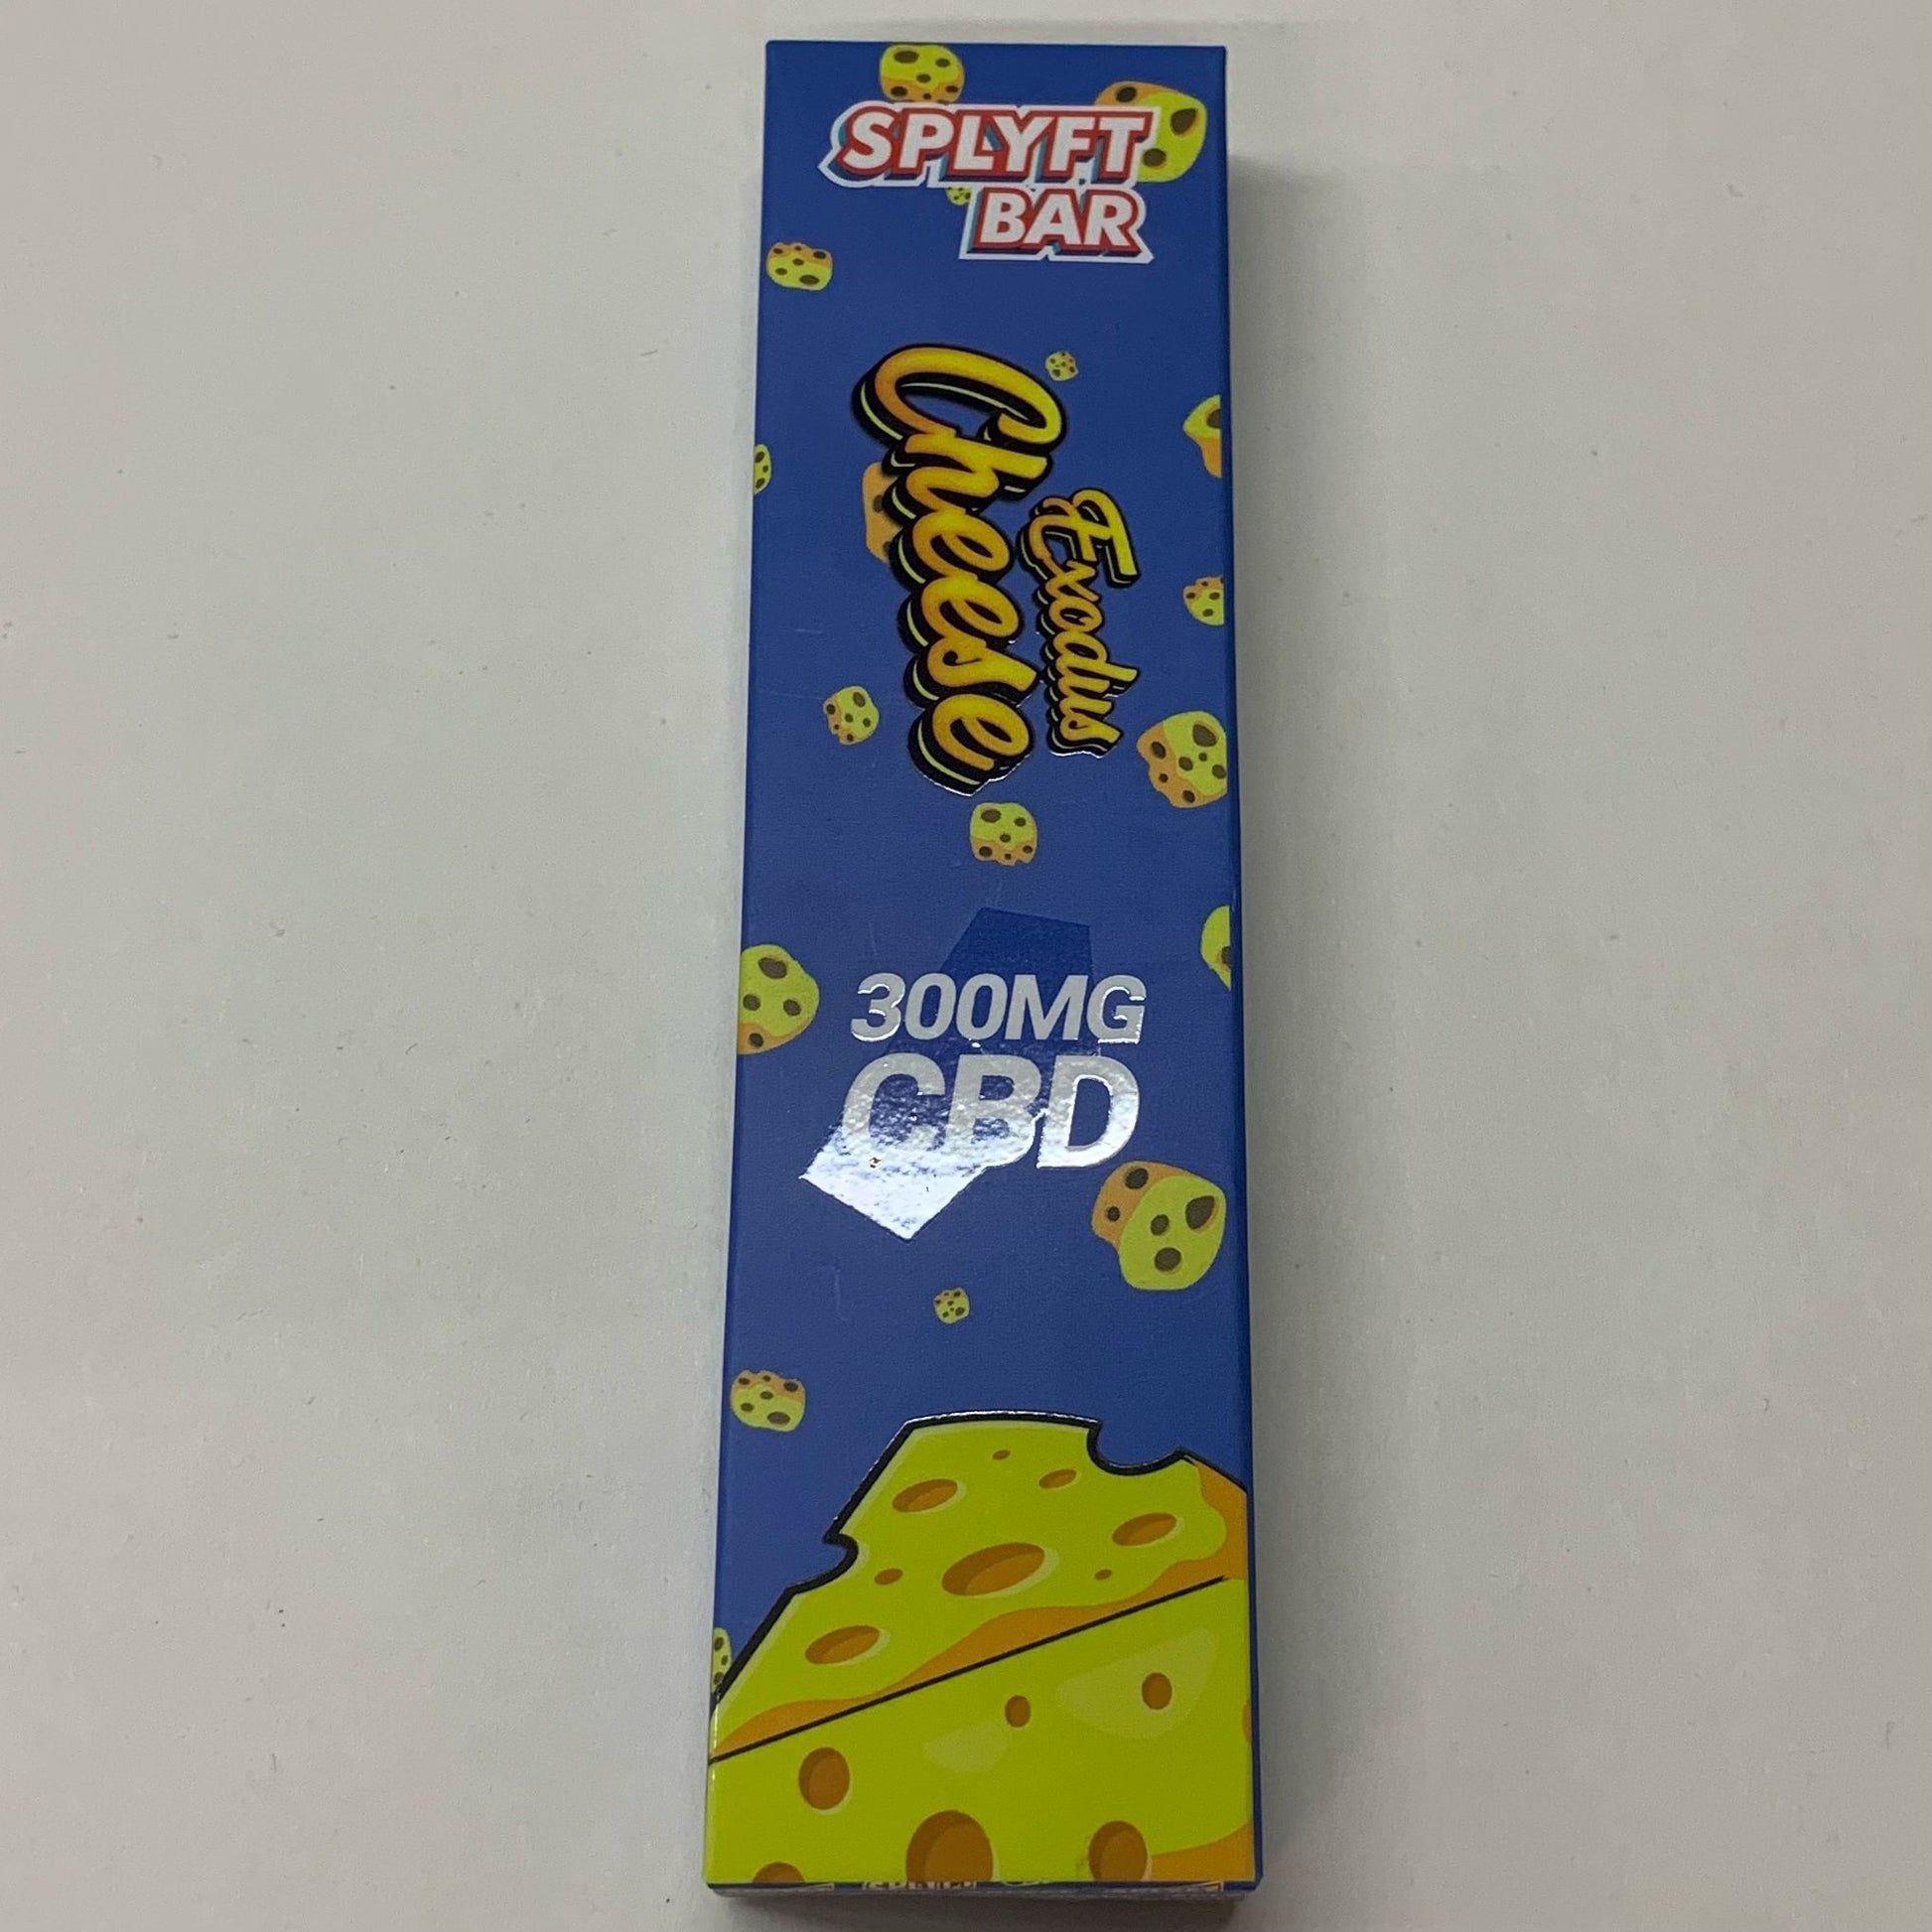 SPLYFT
BAR
Exodus
Cheese
300MG
CBD